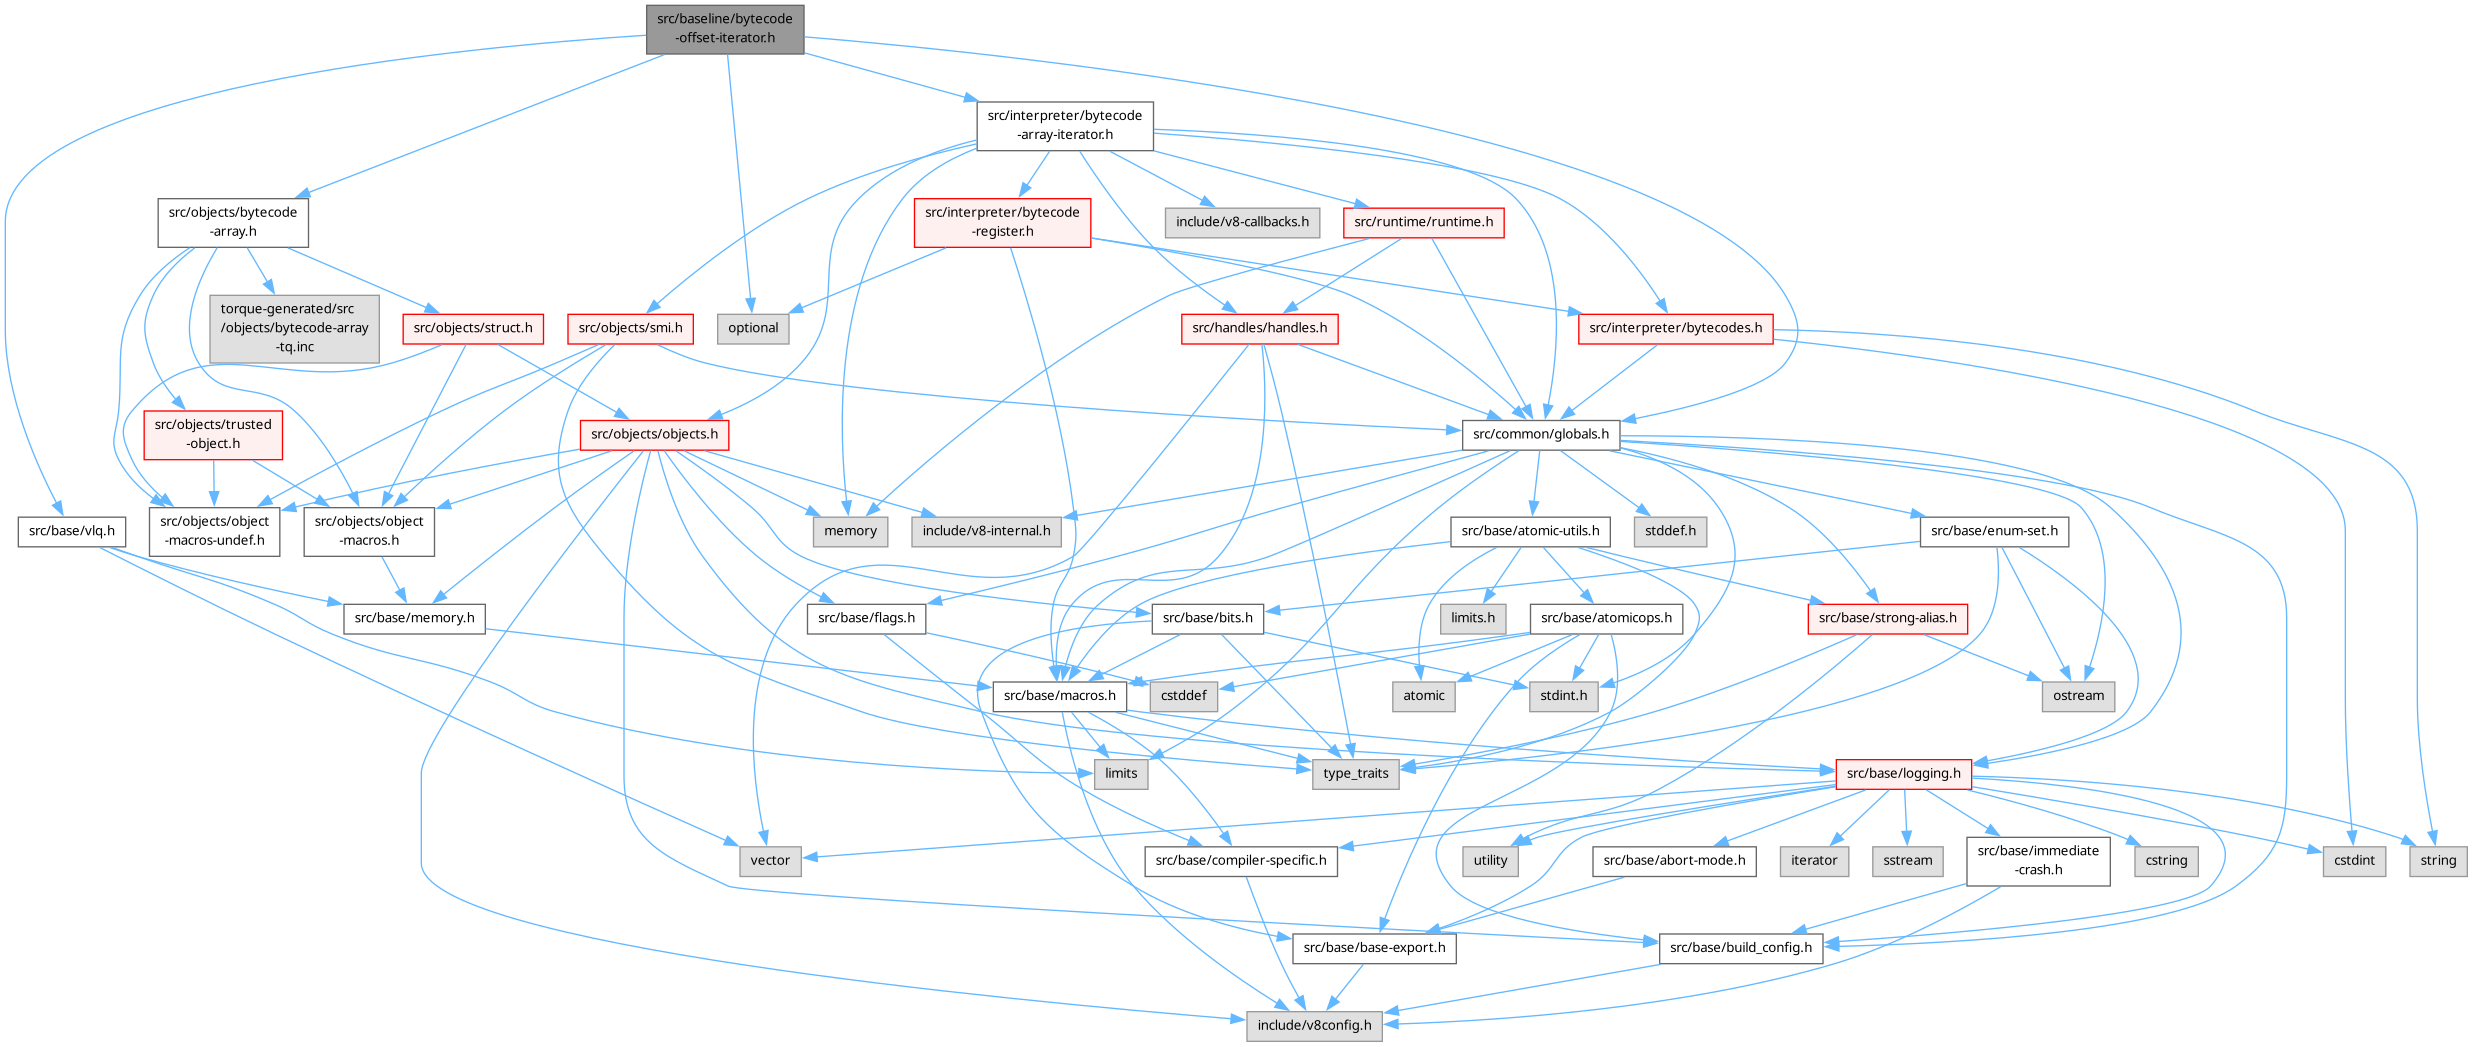 src/baseline/bytecode
-offset-iterator.h
src/interpreter/bytecode
-array-iterator.h
src/objects/bytecode
-array.h
src/interpreter/bytecode
-register.h
include/v8-callbacks.h
src/runtime/runtime.h
torque-generated/src
/objects/bytecode-array
-tq.inc
src/objects/struct.h
src/objects/smi.h
optional
src/handles/handles.h
src/interpreter/bytecodes.h
src/objects/trusted
-object.h
src/objects/objects.h
src/common/globals.h
src/base/vlq.h
src/objects/object
-macros-undef.h
src/objects/object
-macros.h
memory
include/v8-internal.h
src/base/atomic-utils.h
stddef.h
src/base/enum-set.h
src/base/memory.h
src/base/flags.h
limits.h
src/base/bits.h
src/base/atomicops.h
src/base/strong-alias.h
src/base/macros.h
cstddef
atomic
stdint.h
ostream
limits
type_traits
src/base/logging.h
vector
src/base/compiler-specific.h
utility
src/base/abort-mode.h
iterator
sstream
src/base/immediate
-crash.h
cstring
cstdint
string
src/base/base-export.h
src/base/build_config.h
include/v8config.h